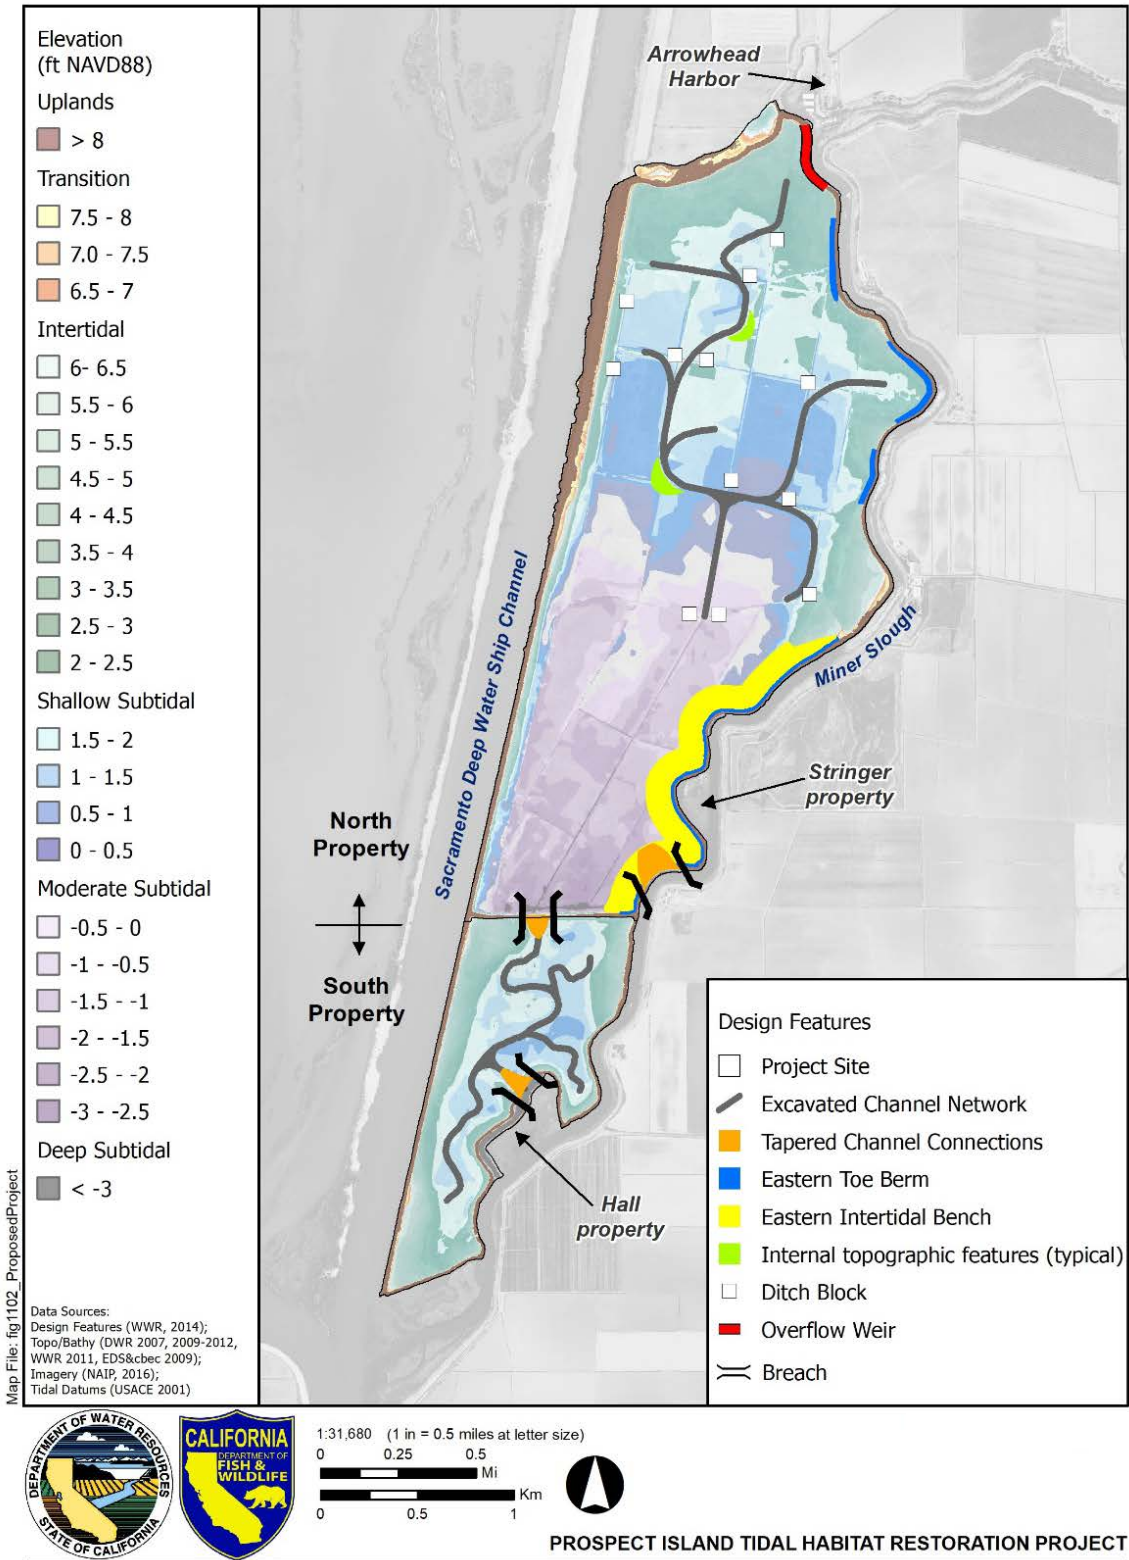 Elevation
(ft NAVD88)
Uplands
> 8
Transition
7.5 - 8
7.0 - 7.5
6.5 - 7
Intertidal
6- 6.5
5.5 - 6
5 - 5.5
4.5 - 5
4 - 4.5
3.5 - 4
3 - 3.5
2.5 - 3
2 - 2.5
Shallow Subtidal
1.5 - 2
1 - 1.5
0.5 - 1
0 - 0.5
Moderate Subtidal
-0.5 - 0
-1 - -0.5
-1.5 - -1
-2 - -1.5
-2.5 - -2
-3 - -2.5
Deep Subtidal
< -3
Data Sources:
Design Features (WWR, 2014);
Topo/Bathy (DWR 2007, 2009-2012,
WWR 2011, EDS&cbec 2009);
Imagery (NAIP, 2016);
Tidal Datums (USACE 2001)
Map File: fig1102_ProposedProject
Arrowhead
Harbor
Sacramento Deep Water Ship Channel
Miner Slough
Stringer
property
North
Property
South
Property
Hall
property
Design Features
Project Site
Excavated Channel Network
Tapered Channel Connections
Eastern Toe Berm
Eastern Intertidal Bench
Internal topographic features (typical)
Ditch Block
Overflow Weir
Breach
DEPARTMENT OF WATER RESOURCES
STATE OF CALIFORNIA
CALIFORNIA
DEPARTMENT OF
FISH &
WILDLIFE
1:31,680 (1 in = 0.5 miles at letter size)
0 0.25 0.5
Mi
Km
0 0.5 1
PROSPECT ISLAND TIDAL HABITAT RESTORATION PROJECT